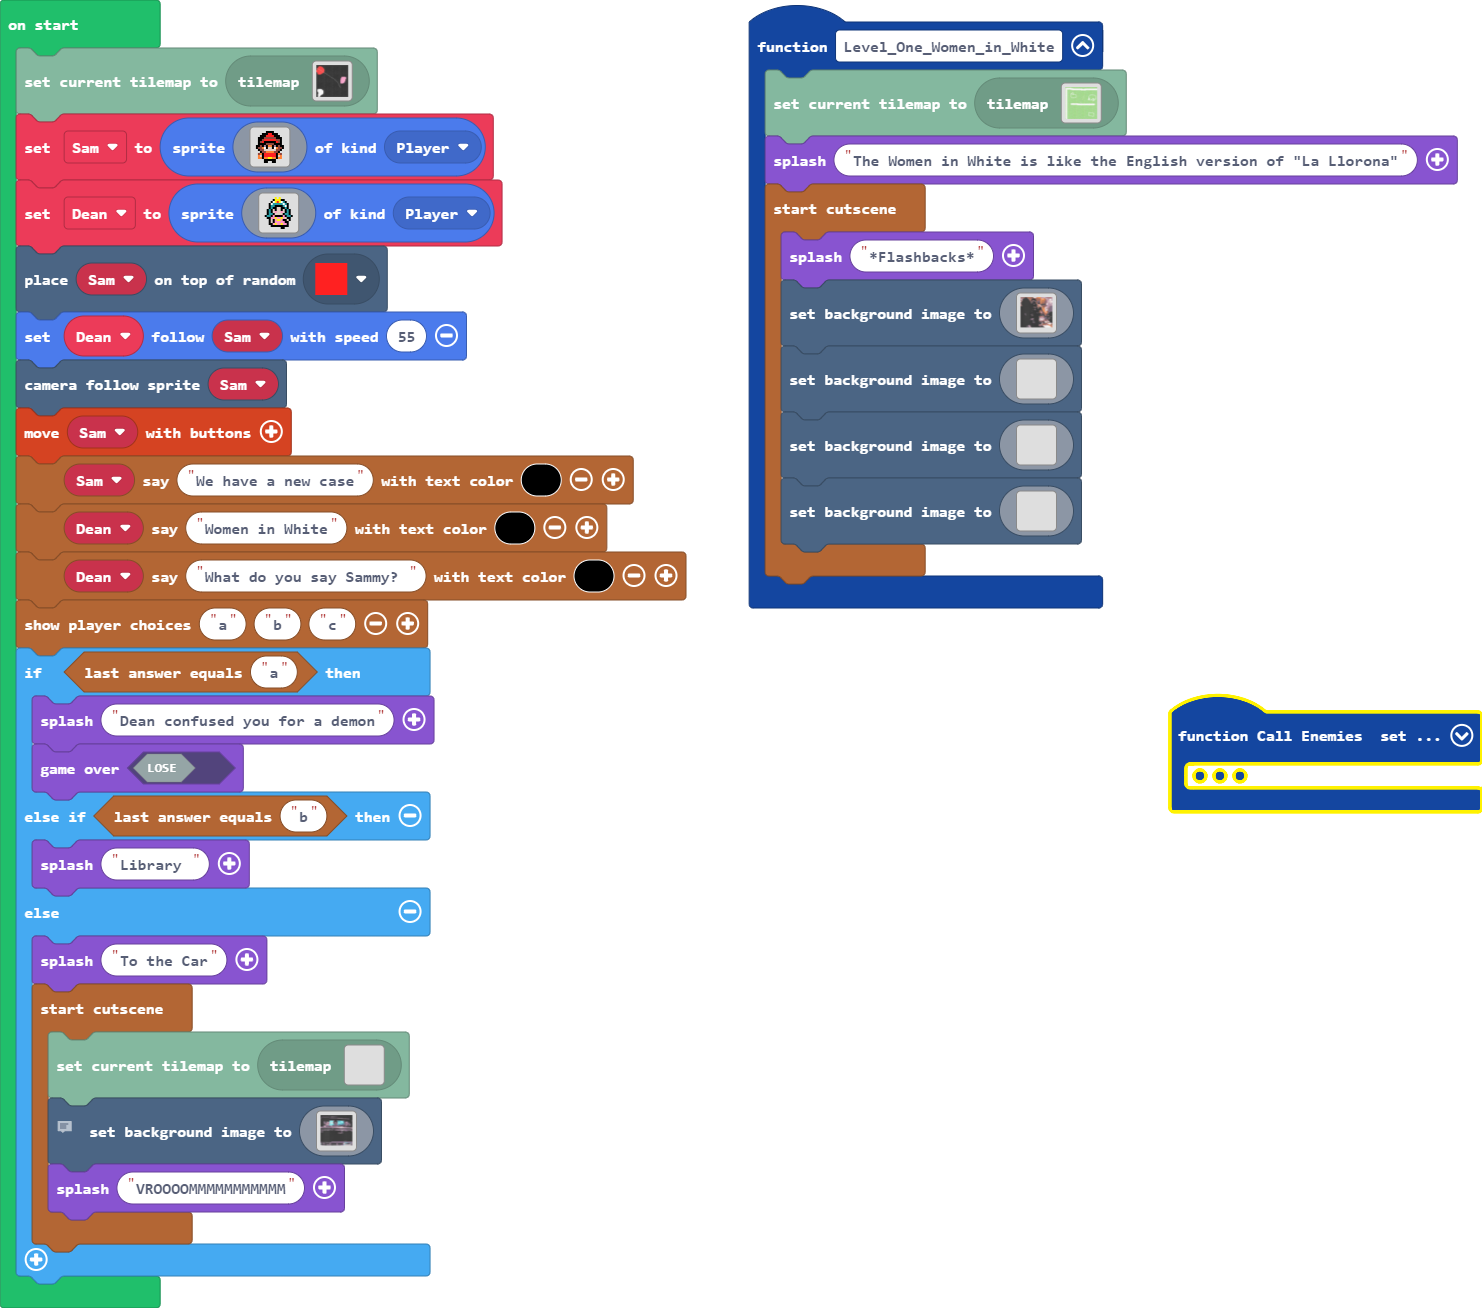 on start
set current tilemap to tilemap
set Sam to sprite of kind Player
set Dean to sprite of kind Player
place Sam on top of random
set Dean follow Sam with speed 55
camera follow sprite Sam
move Sam with buttons
Sam say "We have a new case" with text color
Dean say "Women in White" with text color
Dean say "What do you say Sammy? " with text color
show player choices "a" "b" "c"
if last answer equals "a" then
splash "Dean confused you for a demon"
game over LOSE
else if last answer equals "b" then
splash "Library "
else
splash "To the Car"
start cutscene
set current tilemap to tilemap
set background image to
splash "VROOOOMMMMMMMMMMM"
function Level_One_Women_in_White
set current tilemap to tilemap
splash "The Women in White is like the English version of "La Llorona""
start cutscene
splash "*Flashbacks*"
set background image to
set background image to
set background image to
set background image to
function Call Enemies set ...